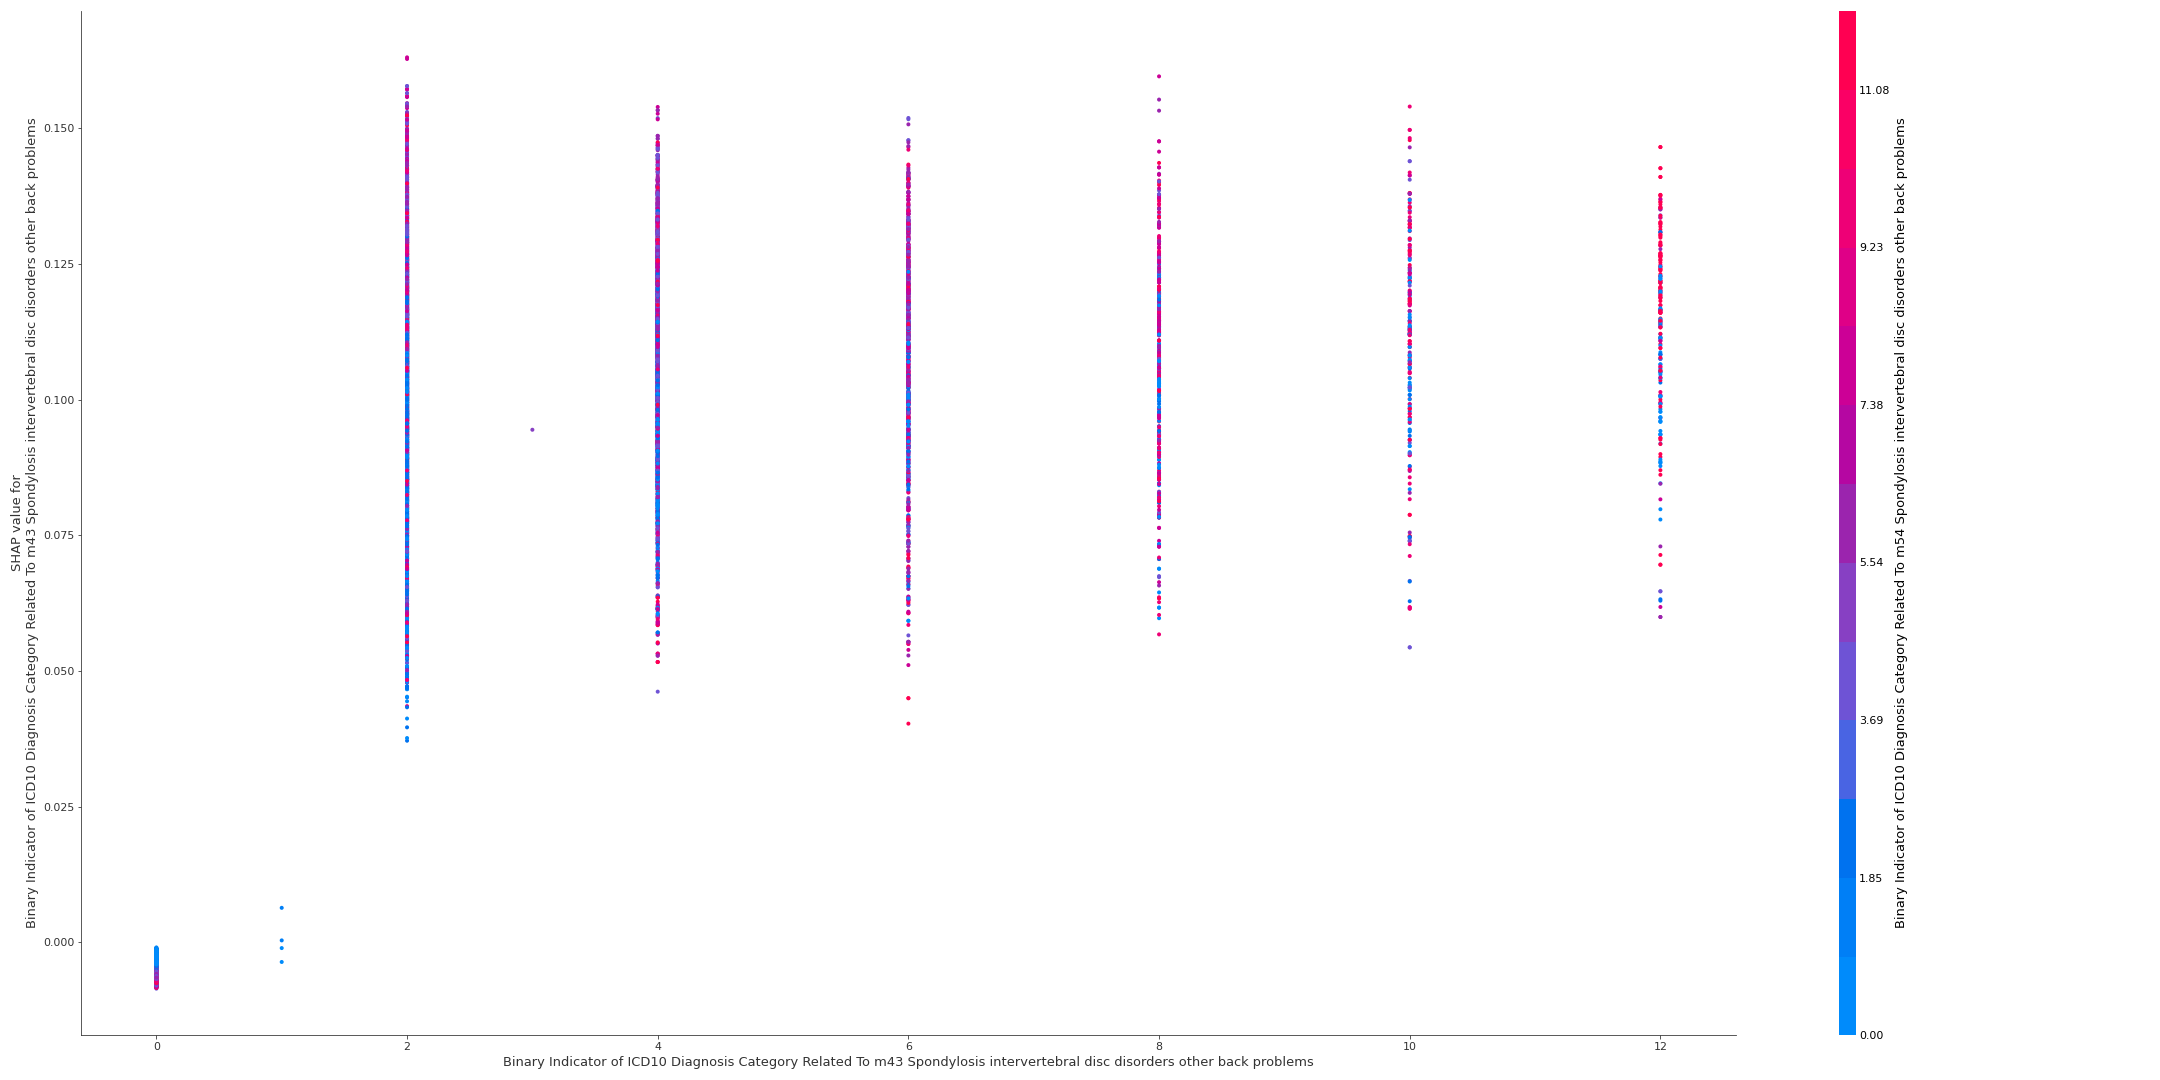 SHAP value for
Binary Indicator of ICD10 Diagnosis Category Related To m43 Spondylosis intervertebral disc disorders other back problems
0.150
0.125
0.100
0.075
0.050
0.025
0.000
0 2 4 6 8 10 12
Binary Indicator of ICD10 Diagnosis Category Related To m43 Spondylosis intervertebral disc disorders other back problems
11.08
9.23
7.38
5.54
3.69
1.85
0.00
Binary Indicator of ICD10 Diagnosis Category Related To m54 Spondylosis intervertebral disc disorders other back problems